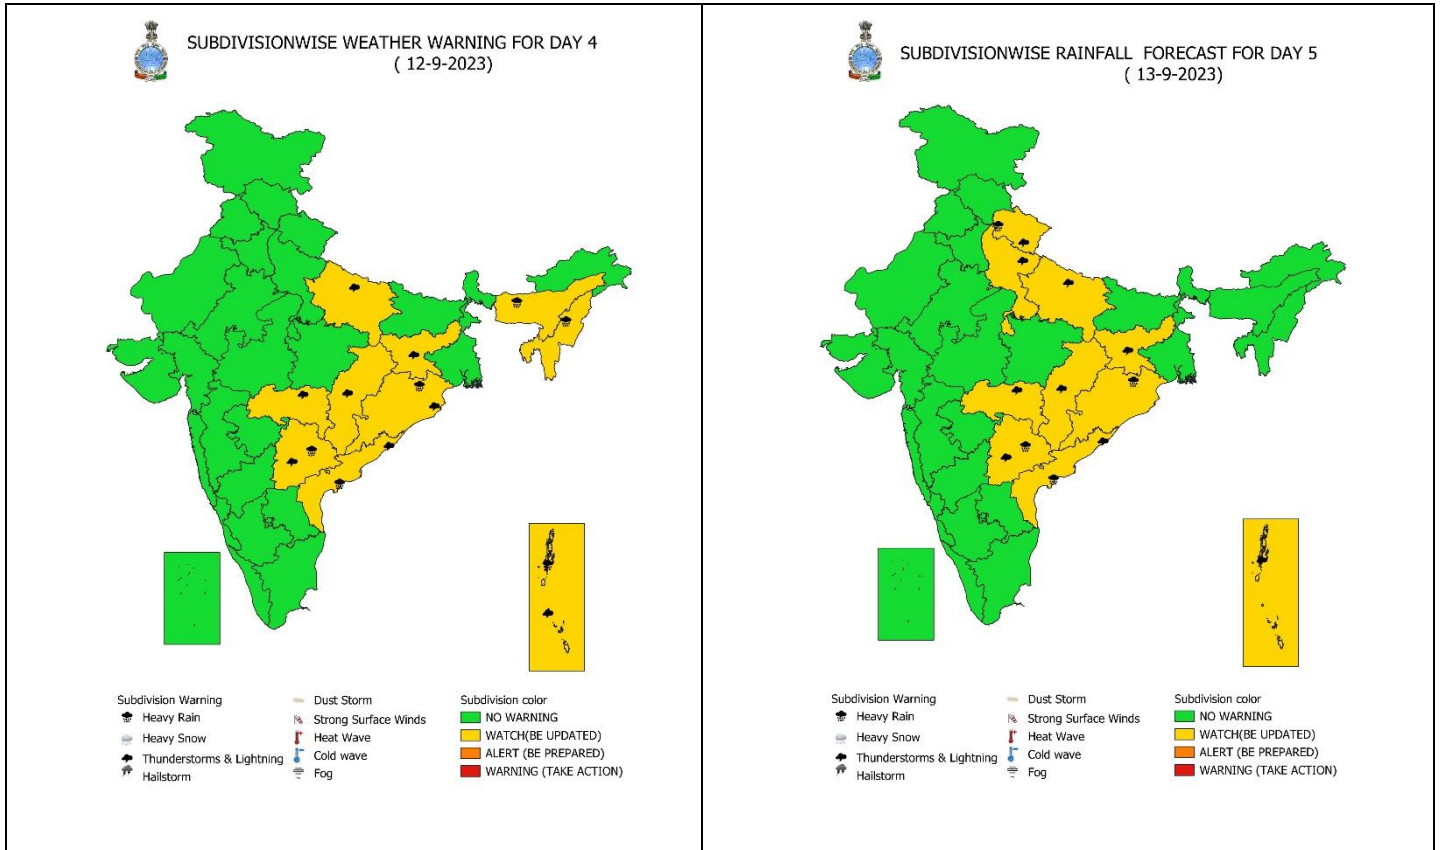 SUBDIVISIONWISE WEATHER WARNING FOR DAY 4
( 12-9-2023)
Subdivision Warning
Heavy Rain
Heavy Snow
Thunderstorms & Lightning
Hailstorm
Dust Storm
Strong Surface Winds
Heat Wave
Cold wave
Fog
Subdivision color
NO WARNING
WATCH(BE UPDATED)
ALERT (BE PREPARED)
WARNING (TAKE ACTION)
SUBDIVISIONWISE RAINFALL FORECAST FOR DAY 5
( 13-9-2023)
Subdivision Warning
Heavy Rain
Heavy Snow
Thunderstorms & Lightning
Hailstorm
Dust Storm
Strong Surface Winds
Heat Wave
Cold wave
Fog
Subdivision color
NO WARNING
WATCH(BE UPDATED)
ALERT (BE PREPARED)
WARNING (TAKE ACTION)